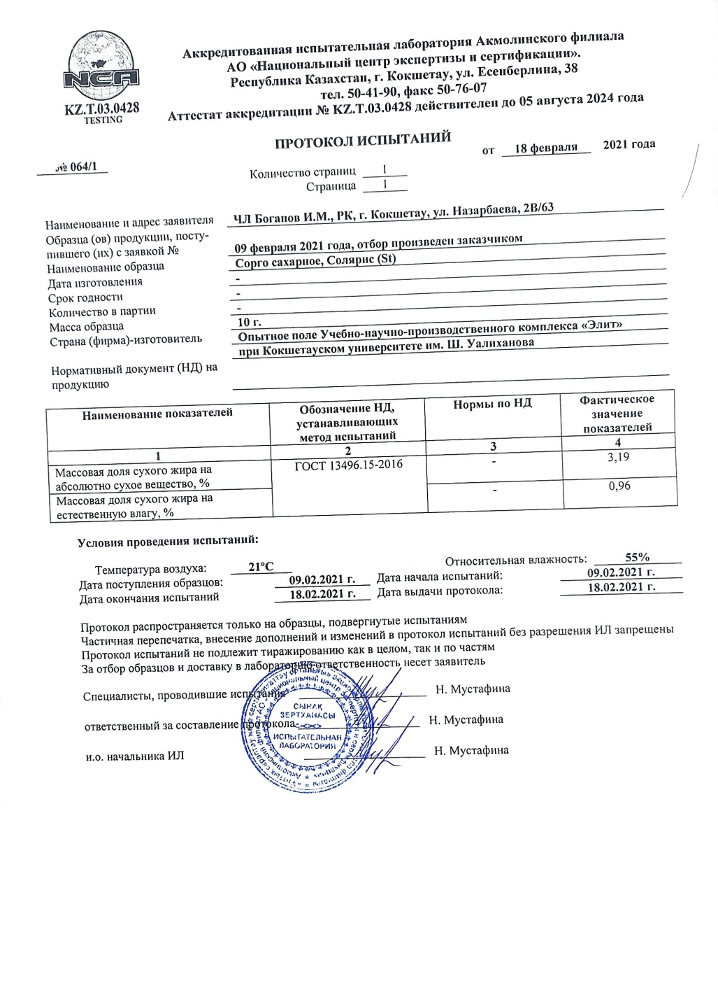 NCA
KZ.T.03.0428
TESTING
Аккредитованная испытательная лаборатория Акмолинского филиала
АО «Национальный центр экспертизы и сертификации».
Республика Казахстан, г. Кокшетау, ул. Есенберлина, 38
тел. 50-41-90, факс 50-76-07
Аттестат аккредитации № KZ.T.03.0428 действителен до 05 августа 2024 года
ПРОТОКОЛ ИСПЫТАНИЙ
№ 064/1
от 18 февраля 2021 года
Количество страниц 1
Страница 1
Наименование и адрес заявителя ЧЛ Богапов И.М., РК, г. Кокшетау, ул. Назарбаева, 2В/63
Образца (ов) продукции, посту-
пившего (их) с заявкой № 09 февраля 2021 года, отбор произведен заказчиком
Наименование образца Сорго сахарное, Солярис (St)
Дата изготовления -
Срок годности -
Количество в партии -
Масса образца 10 г.
Страна (фирма)-изготовитель Опытное поле Учебно-научно-производственного комплекса «Элит»
при Кокшетауском университете им. Ш. Уалиханова
Нормативный документ (НД) на
продукцию
Наименование показателей
Обозначение НД,
устанавливающих
метод испытаний
Нормы по НД
Фактическое
значение
показателей
1 2 3 4
Массовая доля сухого жира на
абсолютно сухое вещество, %
ГОСТ 13496.15-2016
-
3,19
Массовая доля сухого жира на
естественную влагу, %
-
0,96
Условия проведения испытаний:
Температура воздуха: 21°С Относительная влажность: 55%
Дата поступления образцов: 09.02.2021 г. Дата начала испытаний: 09.02.2021 г.
Дата окончания испытаний 18.02.2021 г. Дата выдачи протокола: 18.02.2021 г.
Протокол распространяется только на образцы, подвергнутые испытаниям
Частичная перепечатка, внесение дополнений и изменений в протокол испытаний без разрешения ИЛ запрещены
Протокол испытаний не подлежит тиражированию как в целом, так и по частям
За отбор образцов и доставку в лабораторию ответственность несет заявитель
Специалисты, проводившие испытания Н. Мустафина
ответственный за составление протокола Н. Мустафина
и.о. начальника ИЛ Н. Мустафина
СЫНАҚ
ЗЕРТХАНАСЫ
ИСПЫТАТЕЛЬНАЯ
ЛАБОРАТОРИЯ